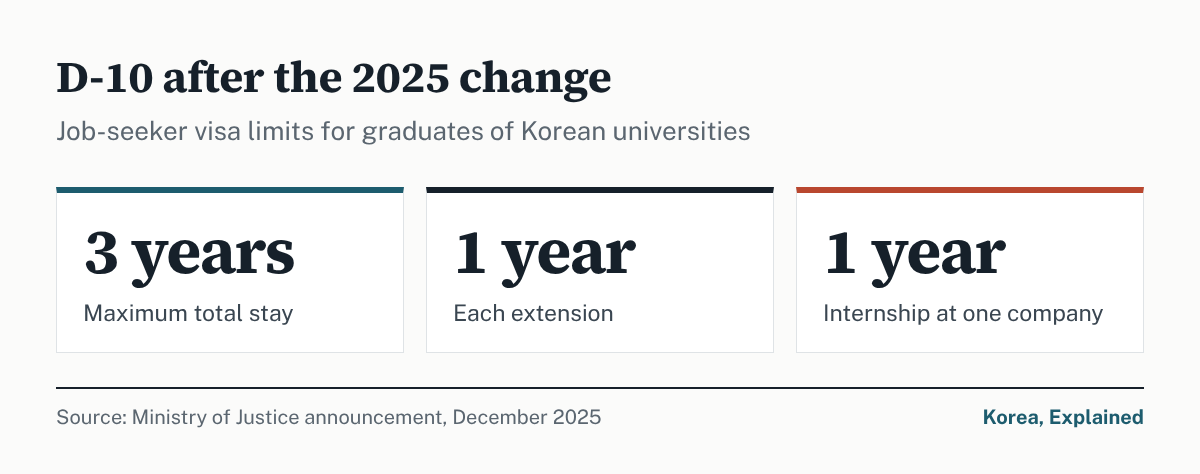 D-10 after the 2025 change
Job-seeker visa limits for graduates of Korean universities
3 years
Maximum total stay
1 year
Each extension
1 year
Internship at one company
Source: Ministry of Justice announcement, December 2025
Korea, Explained